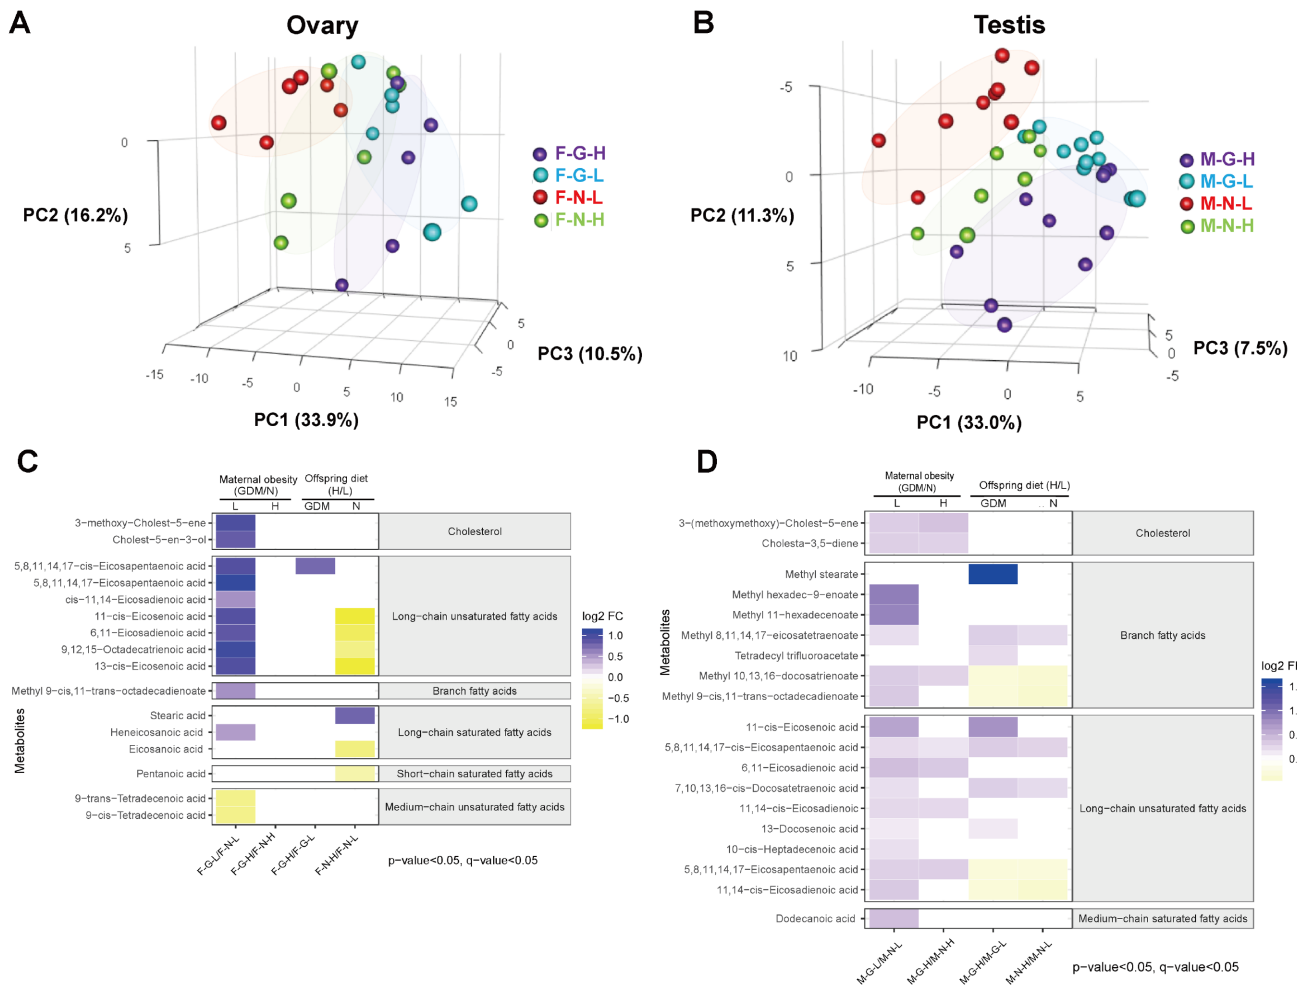 A
Ovary
0
PC2 (16.2%)
5
-15
-10
-5
0
5
10
15
PC1 (33.9%)
5
0
-5
PC3 (10.5%)
F-G-H
F-G-L
F-N-L
F-N-H
B
Testis
-5
0
PC2 (11.3%)
5
10
-10
-5
0
5
PC1 (33.0%)
5
0
-5
PC3 (7.5%)
M-G-H
M-G-L
M-N-L
M-N-H
C
Maternal obesity
(GDM/N)
Offspring diet
(H/L)
L
H
GDM
N
Metabolites
3-methoxy-Cholest-5-ene
Cholest-5-en-3-ol
Cholesterol
5,8,11,14,17-cis-Eicosapentaenoic acid
5,8,11,14,17-Eicosapentaenoic acid
cis-11,14-Eicosadienoic acid
11-cis-Eicosenoic acid
6,11-Eicosadienoic acid
9,12,15-Octadecatrienoic acid
13-cis-Eicosenoic acid
Long-chain unsaturated fatty acids
Methyl 9-cis,11-trans-octadecadienoate
Branch fatty acids
Stearic acid
Heneicosanoic acid
Eicosanoic acid
Long-chain saturated fatty acids
Pentanoic acid
Short-chain saturated fatty acids
9-trans-Tetradecenoic acid
9-cis-Tetradecenoic acid
Medium-chain unsaturated fatty acids
F-G-L/F-N-L
F-G-H/F-N-H
F-G-H/F-G-L
F-N-H/F-N-L
p-value<0.05, q-value<0.05
log2 FC
1.0
0.5
0.0
-0.5
-1.0
D
Maternal obesity
(GDM/N)
Offspring diet (H/L)
L
H
GDM
.. N
Metabolites
3-(methoxymethoxy)-Cholest-5-ene
Cholesta-3,5-diene
Cholesterol
Methyl stearate
Methyl hexadec-9-enoate
Methyl 11-hexadecenoate
Methyl 8,11,14,17-eicosatetraenoate
Tetradecyl trifluoroacetate
Methyl 10,13,16-docosatrienoate
Methyl 9-cis,11-trans-octadecadienoate
Branch fatty acids
11-cis-Eicosenoic acid
5,8,11,14,17-cis-Eicosapentaenoic acid
6,11-Eicosadienoic acid
7,10,13,16-cis-Docosatetraenoic acid
11,14-cis-Eicosadienoic
13-Docosenoic acid
10-cis-Heptadecenoic acid
5,8,11,14,17-Eicosapentaenoic acid
11,14-cis-Eicosadienoic acid
Long-chain unsaturated fatty acids
Dodecanoic acid
Medium-chain saturated fatty acids
M-G-L/M-N-L
M-G-H/M-N-H
M-G-H/M-G-L
M-N-H/M-N-L
p-value<0.05, q-value<0.05
log2 F
1.
1.
0.
0.